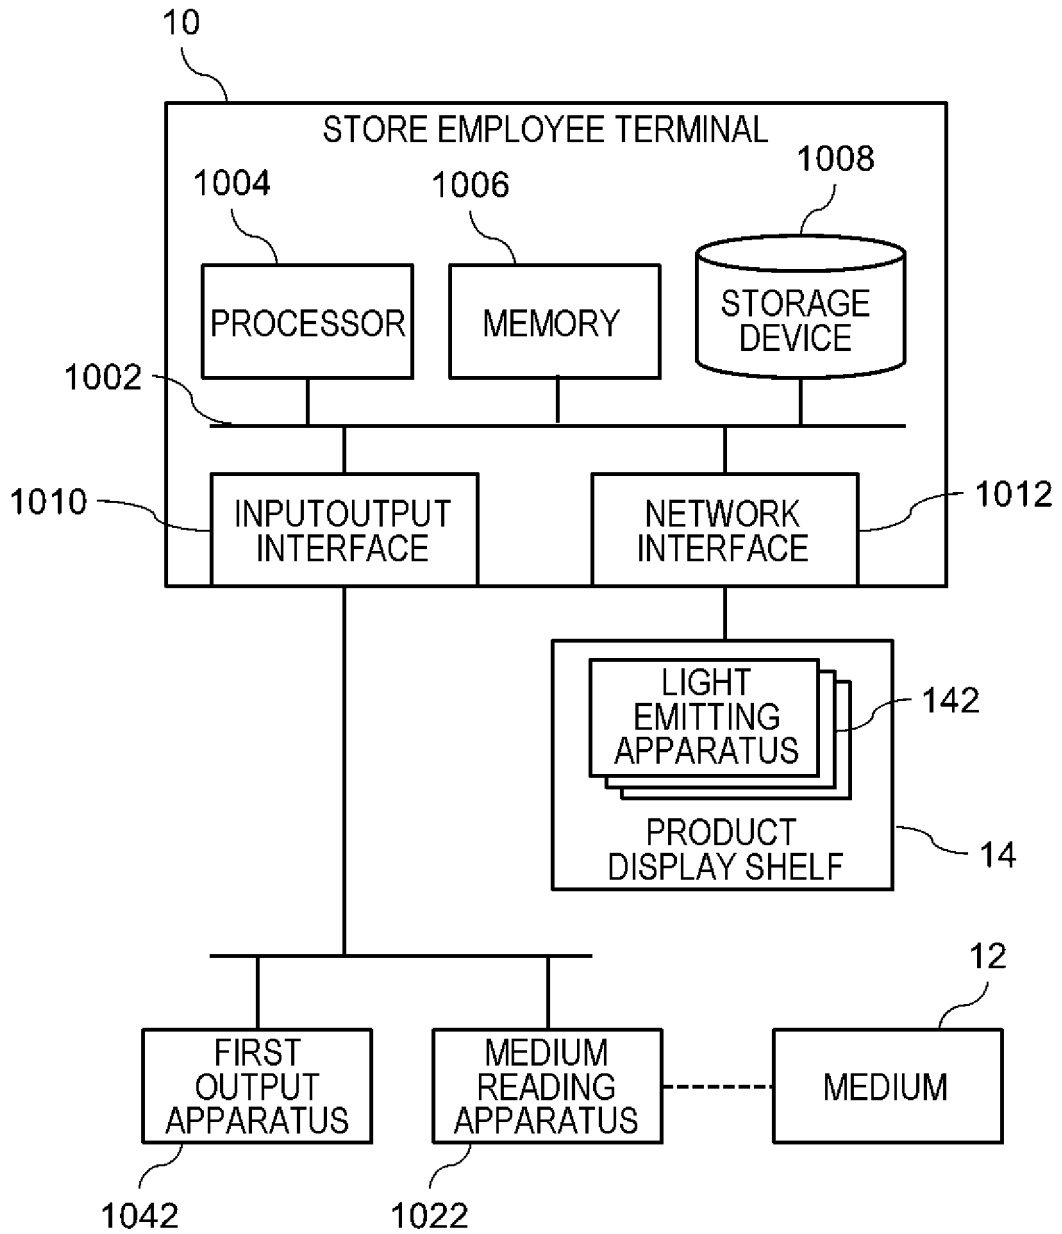 10
STORE EMPLOYEE TERMINAL
1004
1006
1008
PROCESSOR
MEMORY
STORAGE
DEVICE
1002
1010
INPUTOUTPUT
INTERFACE
NETWORK
INTERFACE
1012
LIGHT
EMITTING
APPARATUS
142
PRODUCT
DISPLAY SHELF
14
12
FIRST
OUTPUT
APPARATUS
MEDIUM
READING
APPARATUS
MEDIUM
1042
1022